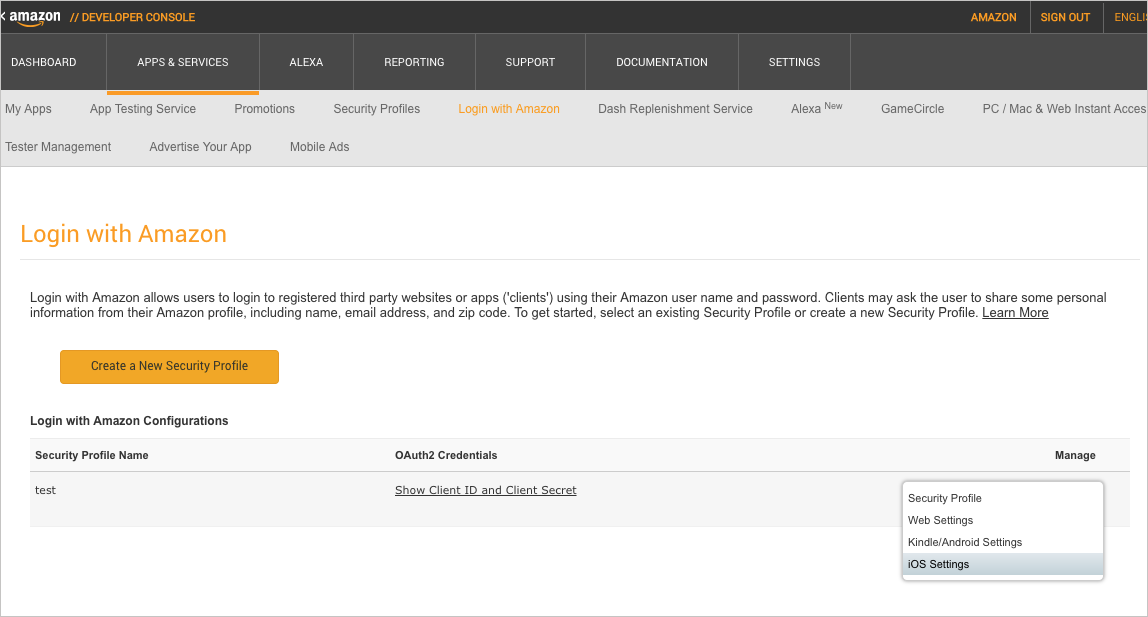 amazon // DEVELOPER CONSOLE AMAZON SIGN OUT ENGLI
DASHBOARD APPS & SERVICES ALEXA REPORTING SUPPORT DOCUMENTATION SETTINGS
My Apps App Testing Service Promotions Security Profiles Login with Amazon Dash Replenishment Service Alexa New GameCircle PC / Mac & Web Instant Acces
Tester Management Advertise Your App Mobile Ads
Login with Amazon
Login with Amazon allows users to login to registered third party websites or apps ('clients') using their Amazon user name and password. Clients may ask the user to share some personal
information from their Amazon profile, including name, email address, and zip code. To get started, select an existing Security Profile or create a new Security Profile. Learn More
Create a New Security Profile
Login with Amazon Configurations
Security Profile Name OAuth2 Credentials Manage
test Show Client ID and Client Secret
Security Profile
Web Settings
Kindle/Android Settings
iOS Settings